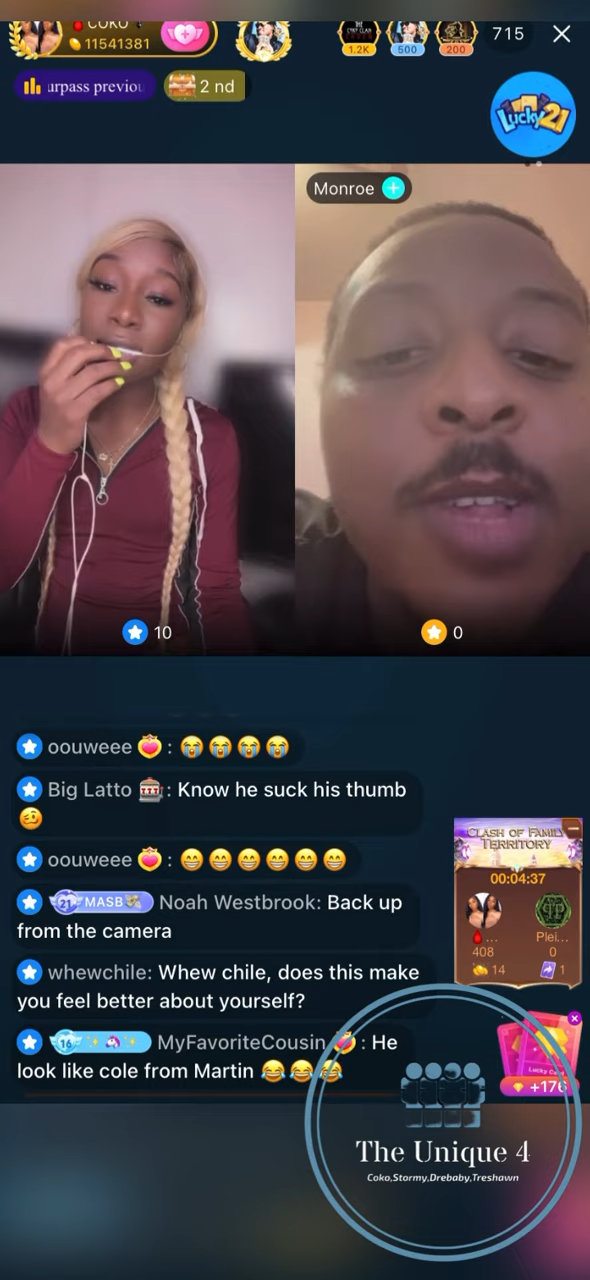 COKO
11541381
1.2K
500
200
715
urpass previou
2 nd
Lucky21
Monroe
10
0
oouweee : 😭😭😭😭
Big Latto 🎰: Know he suck his thumb
🥴
oouweee : 😁😁😁😁😁😁
21 MASB Noah Westbrook: Back up
from the camera
whewchile: Whew chile, does this make
you feel better about yourself?
16 MyFavoriteCousin : He
look like cole from Martin 😂😂😂
CLASH OF FAMILY
TERRITORY
00:04:37
... Plei...
408 0
14 1
Lucky Ca
+176
The Unique 4
Coko,Stormy,Drebaby,Treshawn